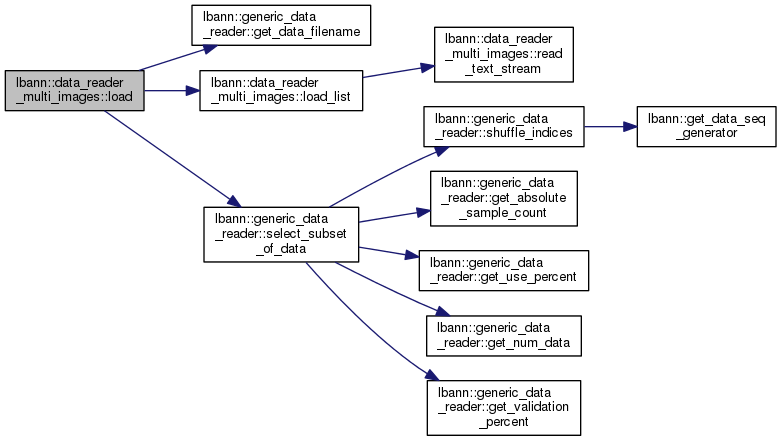 lbann::generic_data
_reader::get_data_filename
lbann::data_reader
_multi_images::load
lbann::data_reader
_multi_images::load_list
lbann::data_reader
_multi_images::read
_text_stream
lbann::generic_data
_reader::select_subset
_of_data
lbann::generic_data
_reader::shuffle_indices
lbann::get_data_seq
_generator
lbann::generic_data
_reader::get_absolute
_sample_count
lbann::generic_data
_reader::get_use_percent
lbann::generic_data
_reader::get_num_data
lbann::generic_data
_reader::get_validation
_percent